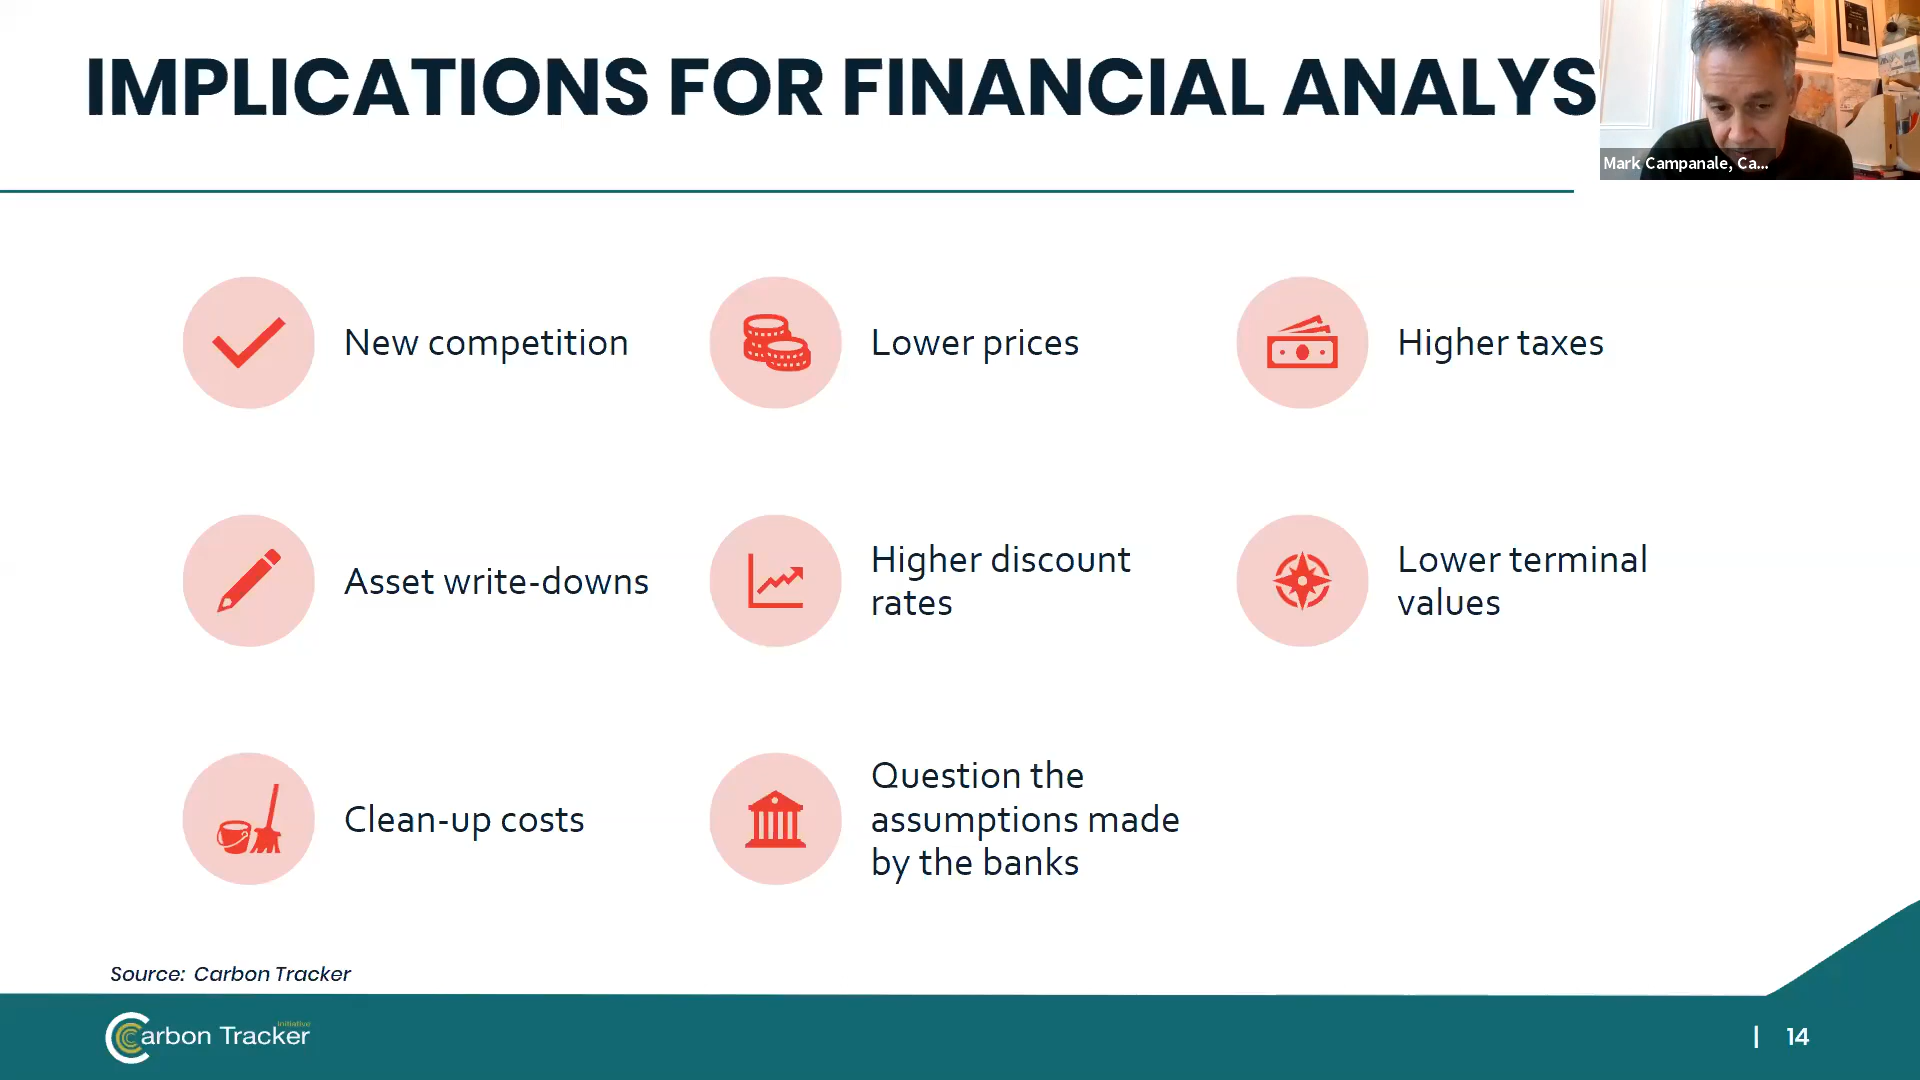 IMPLICATIONS FOR FINANCIAL ANALYS
Mark Campanale, Ca...
New competition
Lower prices
Higher taxes
Asset write-downs
Higher discount
rates
Lower terminal
values
Clean-up costs
Question the
assumptions made
by the banks
Source: Carbon Tracker
Carbon Tracker
initiative
| 14